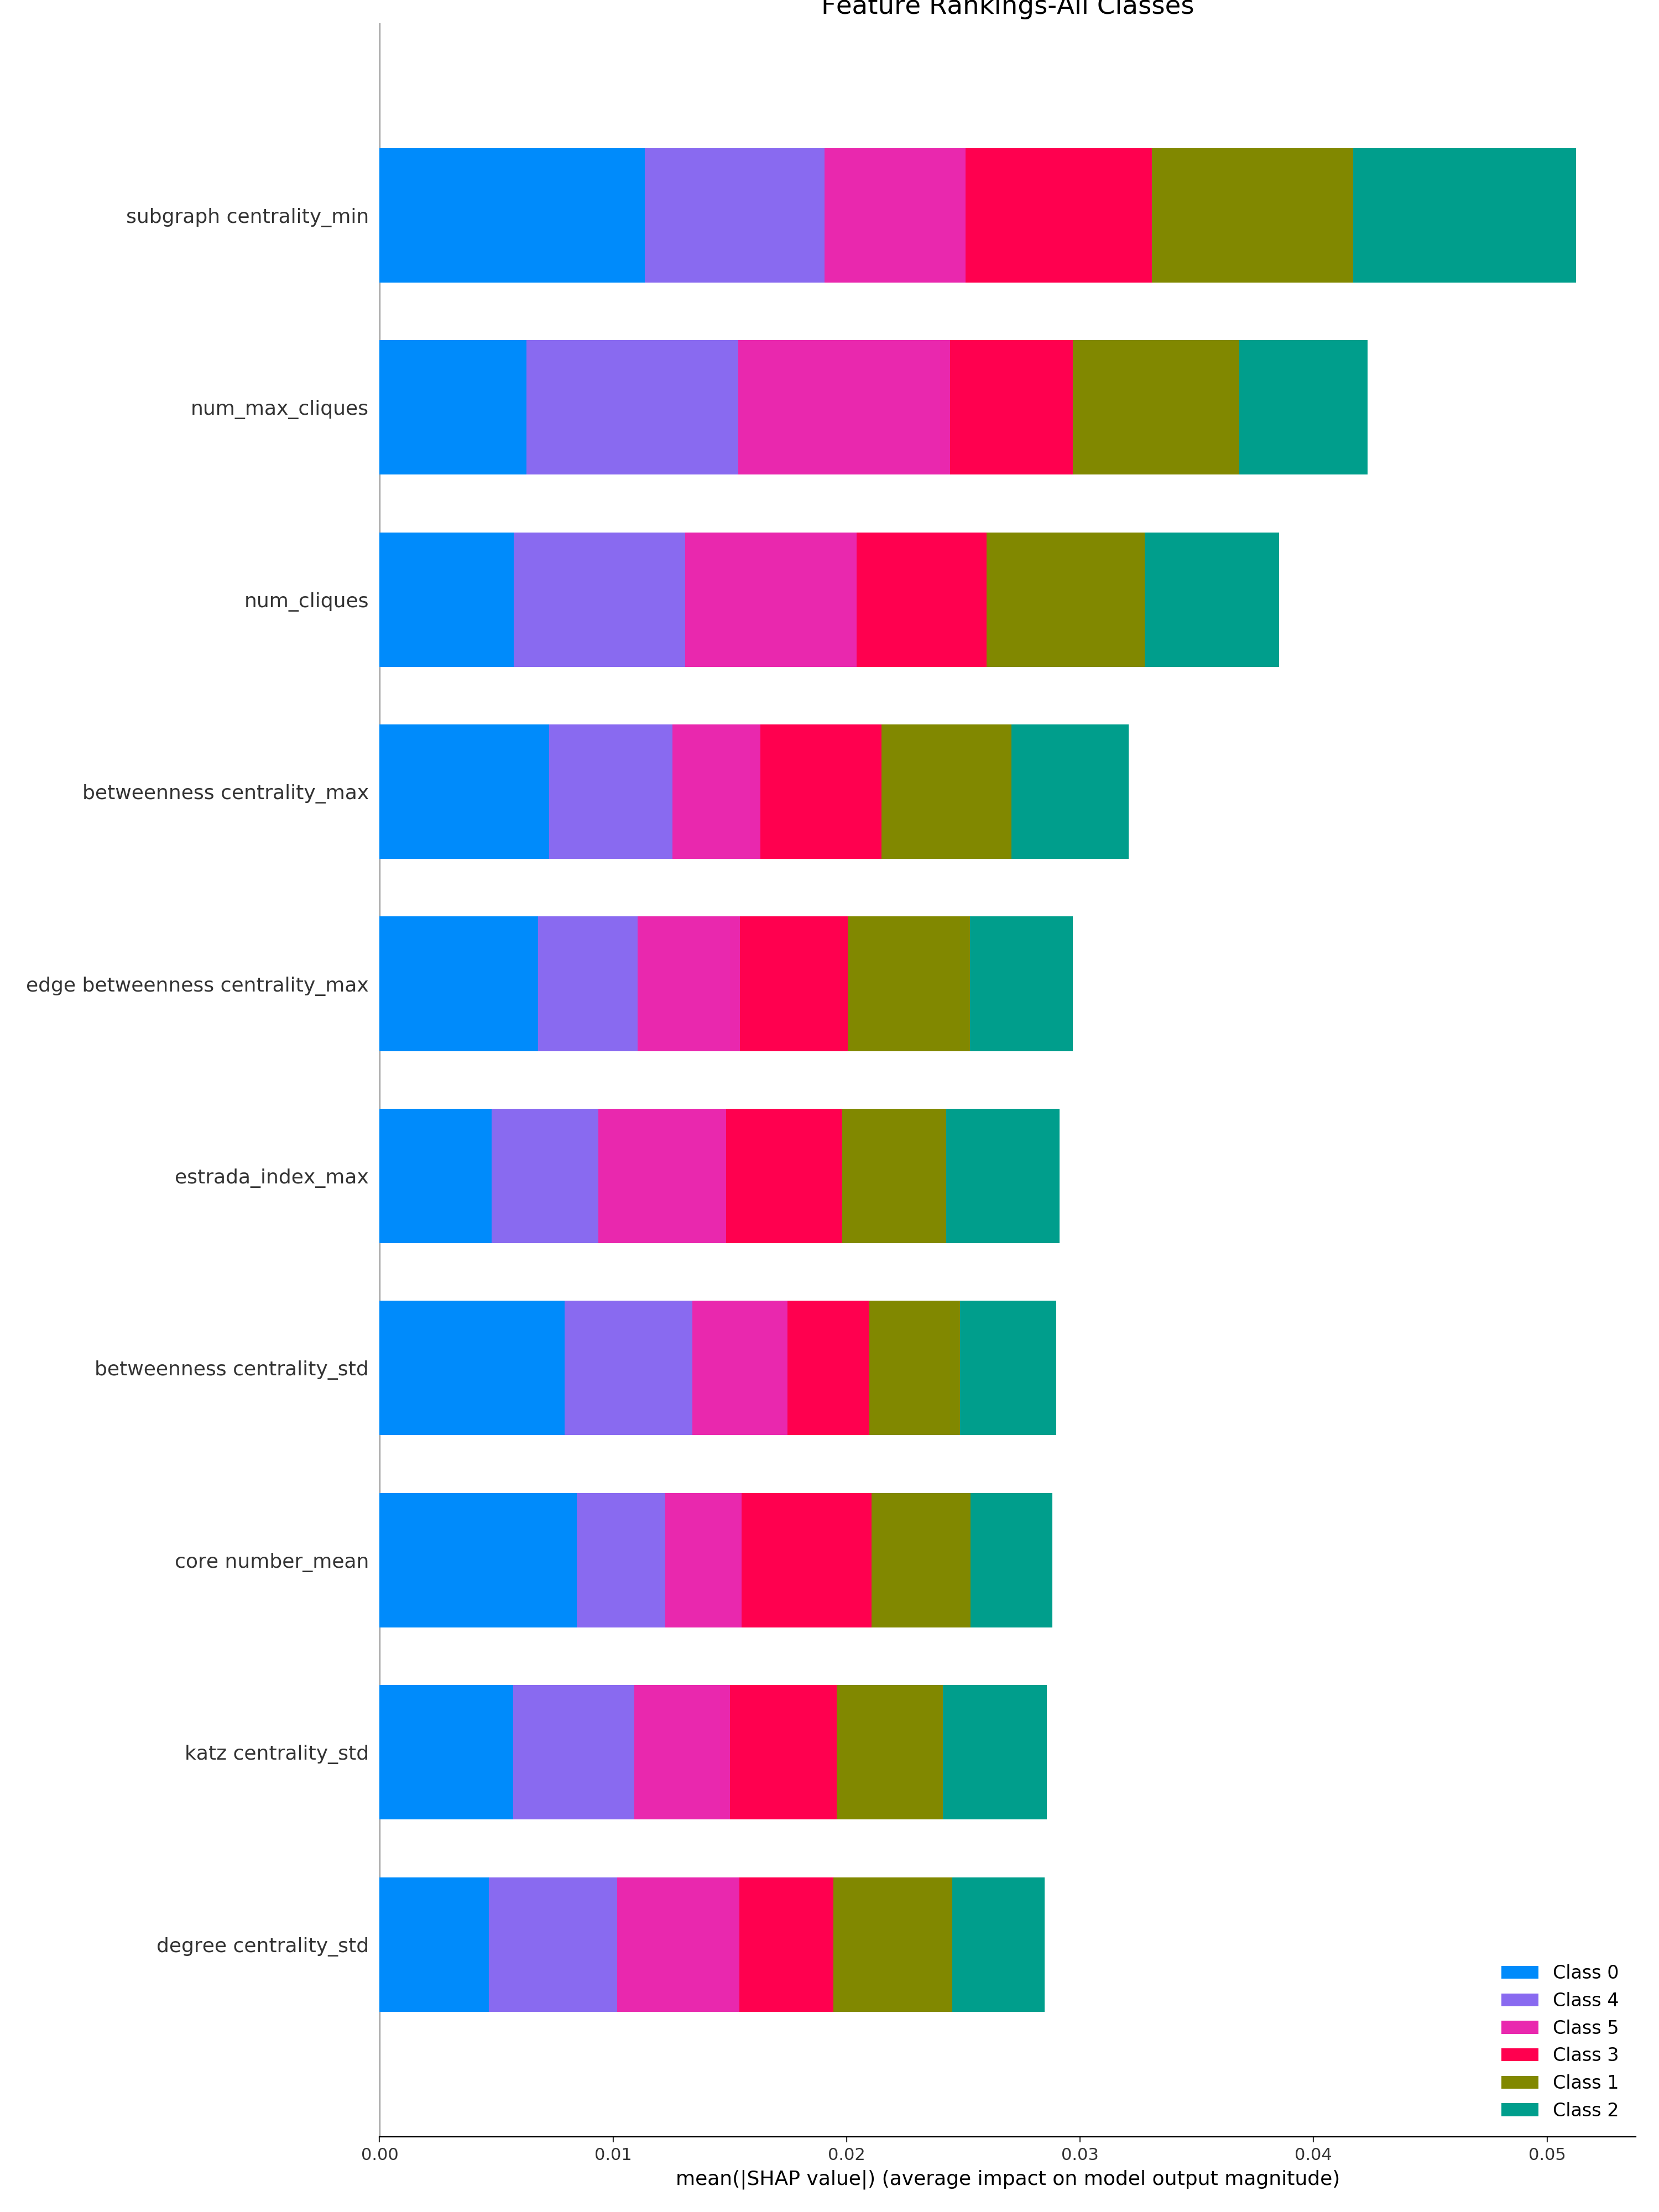 Feature Rankings-All Classes
subgraph centrality_min
num_max_cliques
num_cliques
betweenness centrality_max
edge betweenness centrality_max
estrada_index_max
betweenness centrality_std
core number_mean
katz centrality_std
degree centrality_std
Class 0
Class 4
Class 5
Class 3
Class 1
Class 2
0.00 0.01 0.02 0.03 0.04 0.05
mean(|SHAP value|) (average impact on model output magnitude)